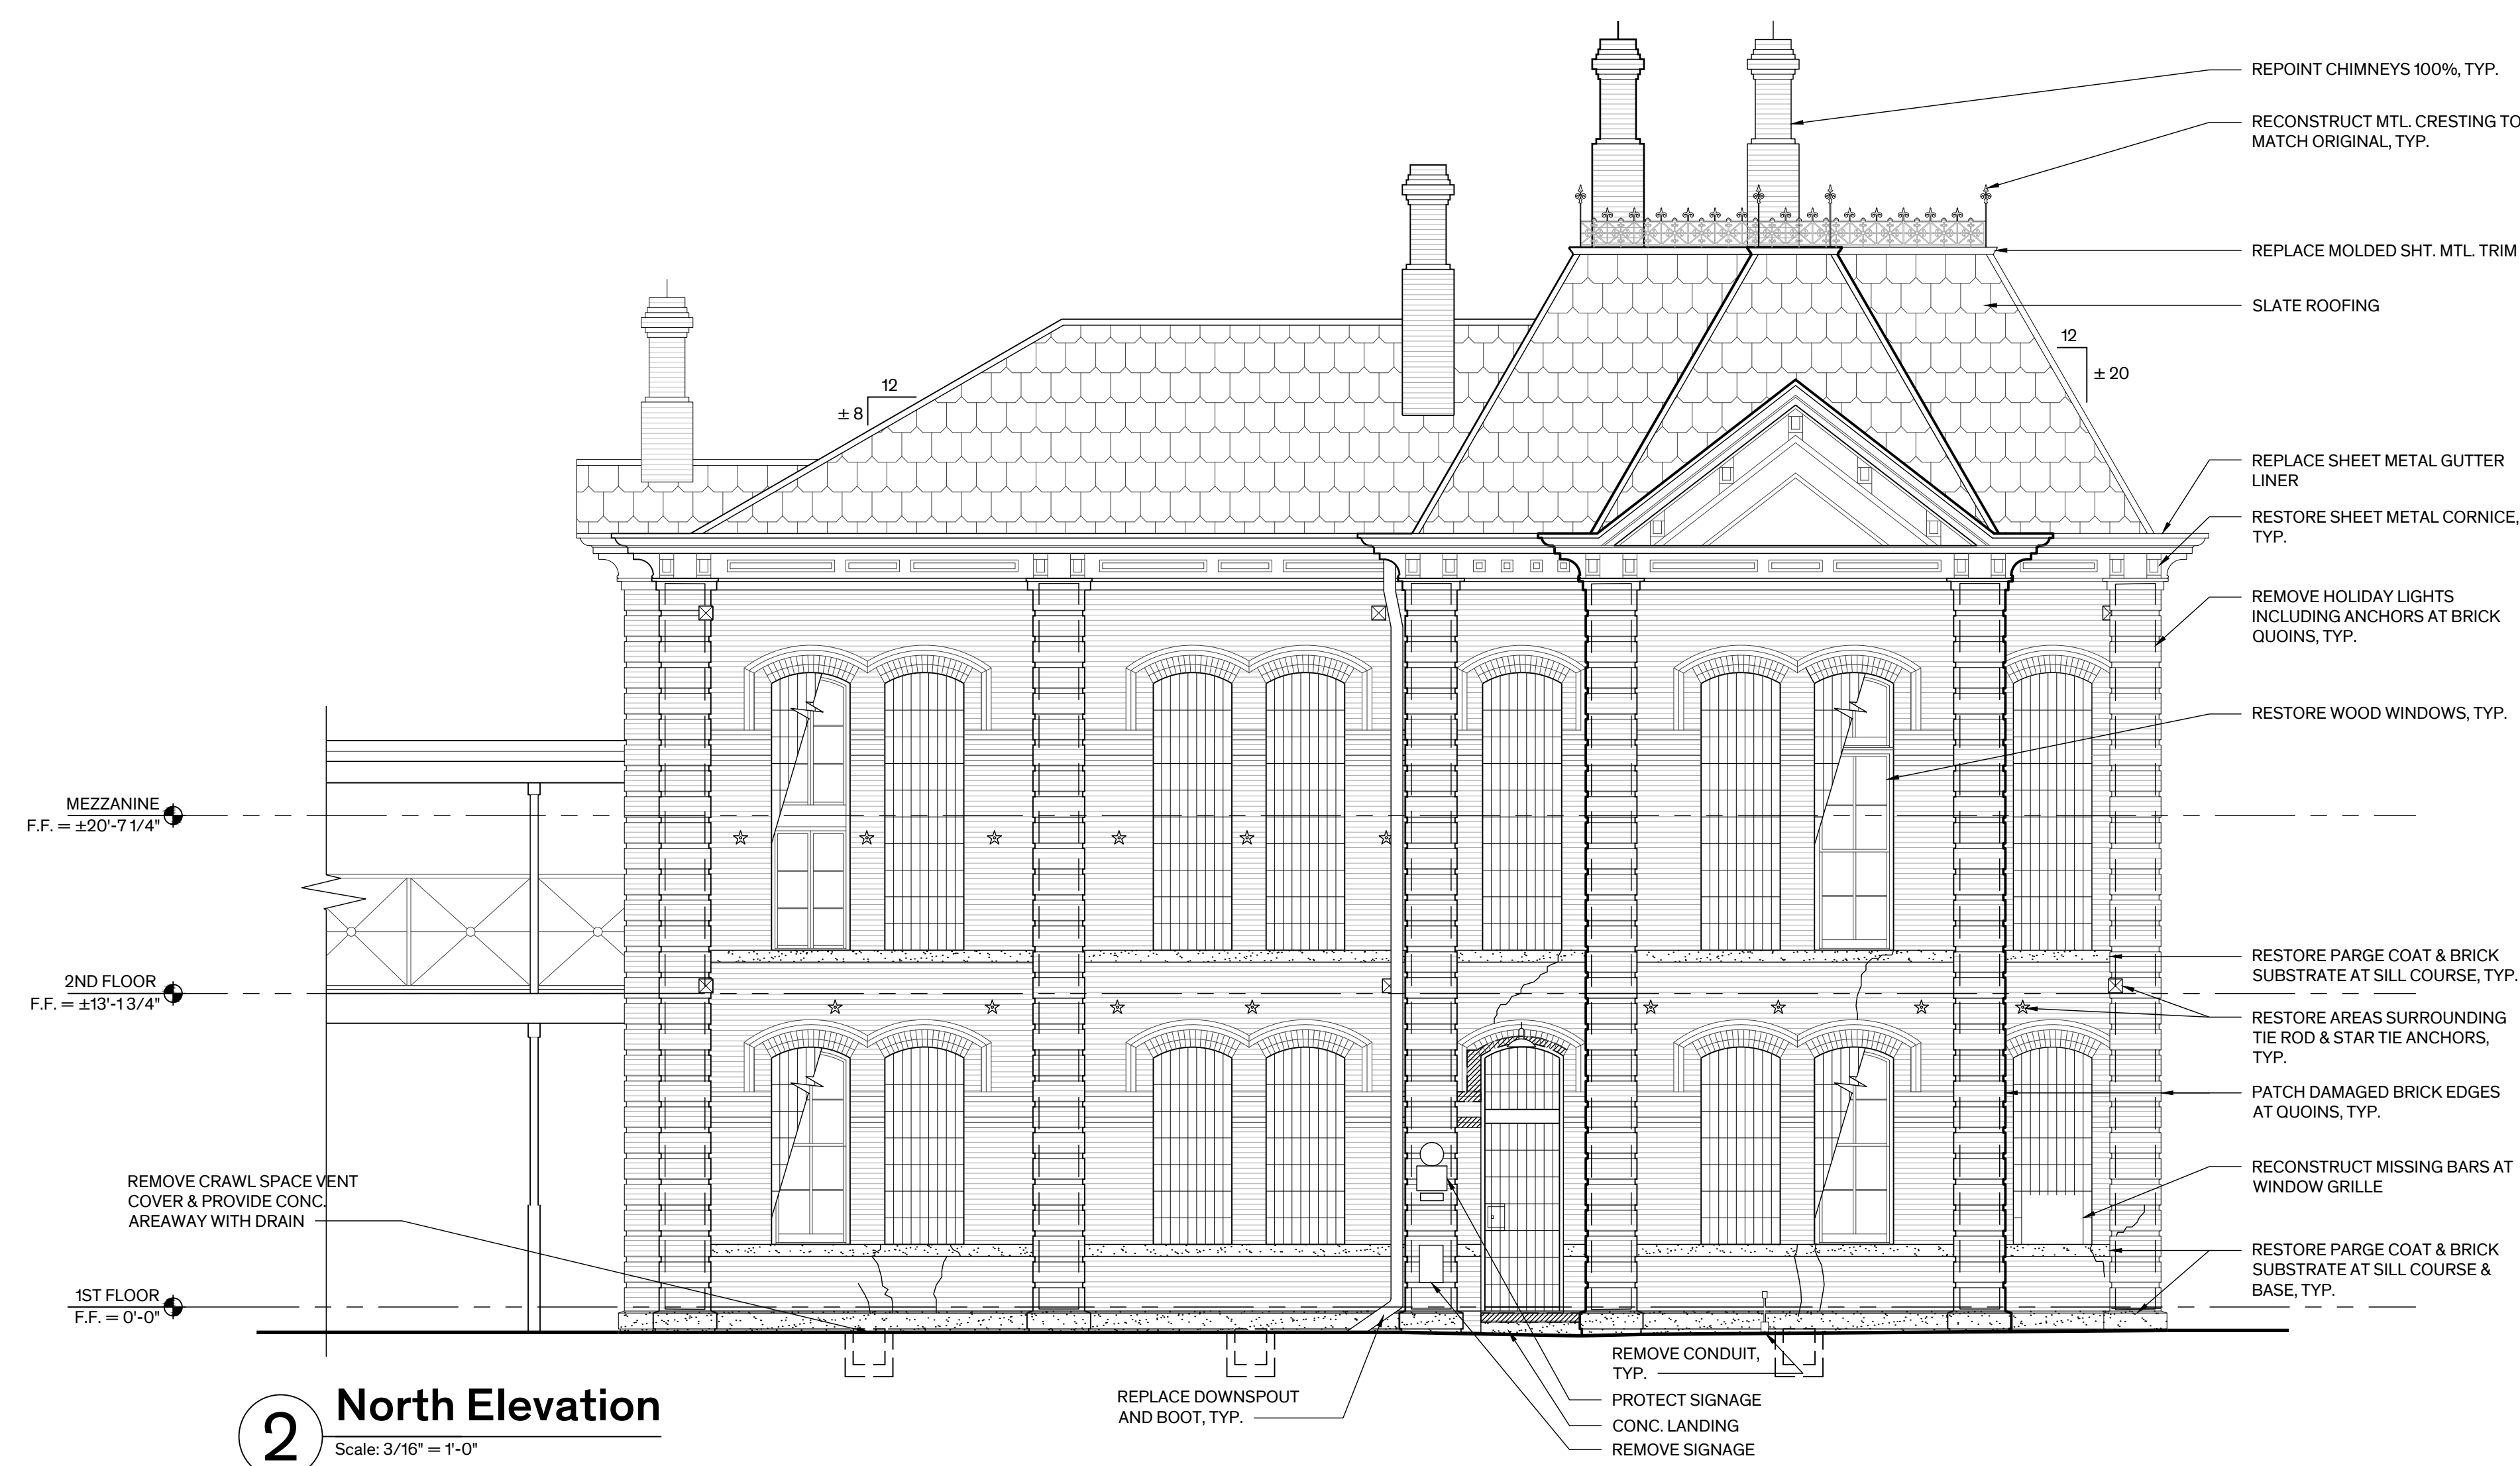 REPOINT CHIMNEYS 100%, TYP.
RECONSTRUCT MTL. CRESTING TO
MATCH ORIGINAL, TYP.
REPLACE MOLDED SHT. MTL. TRIM
SLATE ROOFING
12
± 20
12
± 8
REPLACE SHEET METAL GUTTER
LINER
RESTORE SHEET METAL CORNICE,
TYP.
REMOVE HOLIDAY LIGHTS
INCLUDING ANCHORS AT BRICK
QUOINS, TYP.
RESTORE WOOD WINDOWS, TYP.
MEZZANINE
F.F. = ±20'-7 1/4"
RESTORE PARGE COAT & BRICK
SUBSTRATE AT SILL COURSE, TYP.
2ND FLOOR
F.F. = ±13'-1 3/4"
RESTORE AREAS SURROUNDING
TIE ROD & STAR TIE ANCHORS,
TYP.
PATCH DAMAGED BRICK EDGES
AT QUOINS, TYP.
RECONSTRUCT MISSING BARS AT
WINDOW GRILLE
REMOVE CRAWL SPACE VENT
COVER & PROVIDE CONC.
AREAWAY WITH DRAIN
RESTORE PARGE COAT & BRICK
SUBSTRATE AT SILL COURSE &
BASE, TYP.
1ST FLOOR
F.F. = 0'-0"
REMOVE CONDUIT,
TYP.
REPLACE DOWNSPOUT
AND BOOT, TYP.
PROTECT SIGNAGE
CONC. LANDING
REMOVE SIGNAGE
2
North Elevation
Scale: 3/16" = 1'-0"